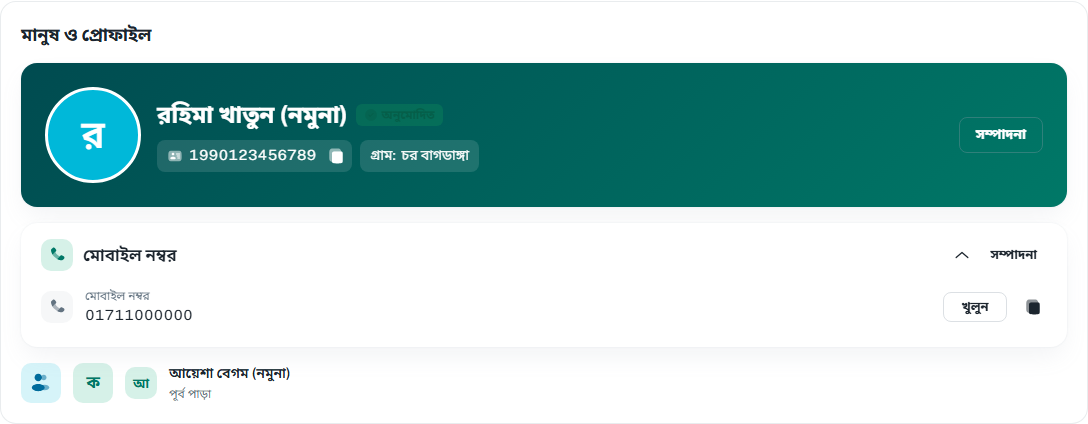 মানুষ ও প্রোফাইল
র
রহিমা খাতুন (নমুনা) অনুমোদিত
1990123456789 গ্রাম: চর বাগডাঙ্গা
সম্পাদনা
মোবাইল নম্বর
সম্পাদনা
মোবাইল নম্বর
01711000000
খুলুন
ক
আ
আয়েশা বেগম (নমুনা)
পূর্ব পাড়া